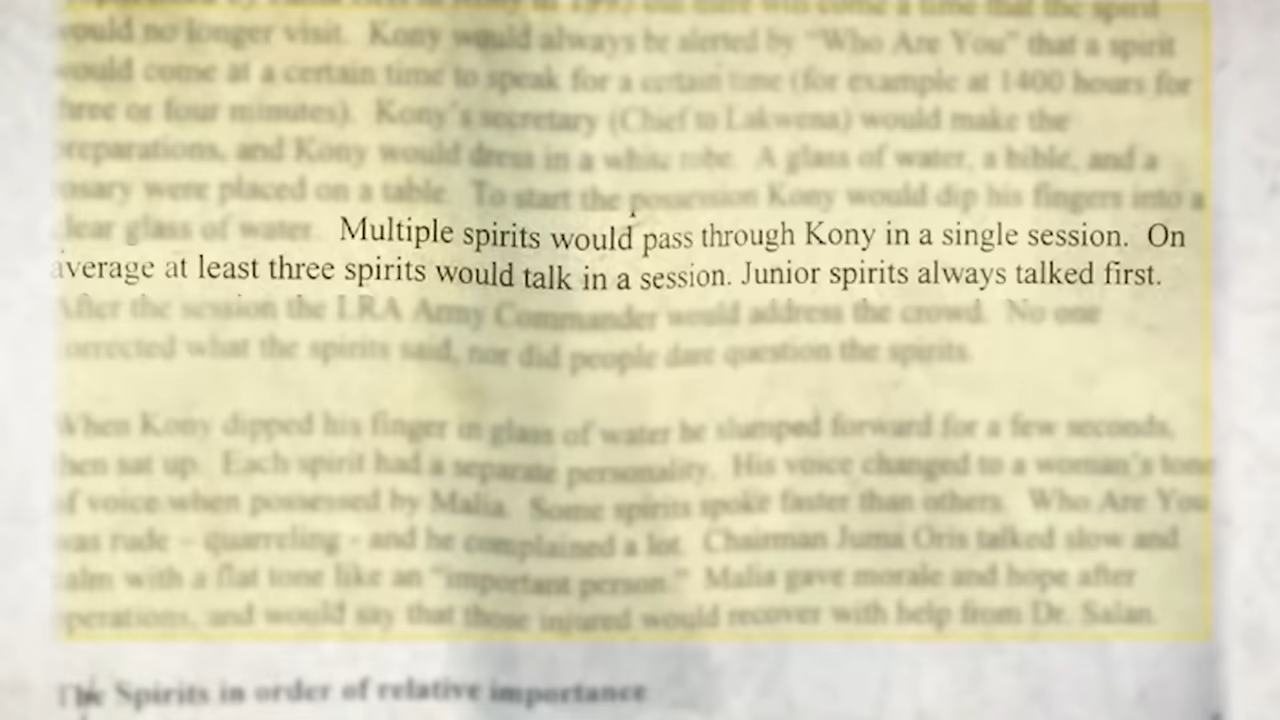 would no longer visit. Kony would always be alerted by "Who Are You" that a spirit
would come at a certain time to speak for a certain time (for example at 1400 hours for
three or four minutes). Kony's secretary (Chief to Lakwena) would make the
reparations, and Kony would dress in a white robe. A glass of water, a bible, and a
osary were placed on a table. To start the possession Kony would dip his fingers into a
lear glass of water. Multiple spirits would pass through Kony in a single session. On
average at least three spirits would talk in a session. Junior spirits always talked first.
After the session the LRA Army Commander would address the crowd. No one
orrected what the spirits said, nor did people dare question the spirits.
When Kony dipped his finger in glass of water he slumped forward for a few seconds,
hen sat up. Each spirit had a separate personality. His voice changed to a woman's tone
of voice when possessed by Malia. Some spirits spoke faster than others. Who Are You
was rude – quarreling - and he complained a lot. Chairman Juma Oris talked slow and
alm with a flat tone like an "important person." Malia gave morale and hope after
perations, and would say that those injured would recover with help from Dr. Salan.
The Spirits in order of relative importance